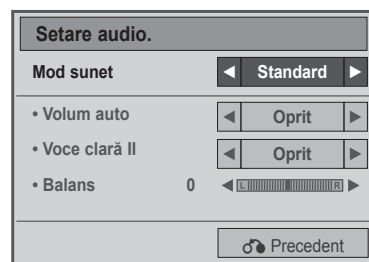 Setare audio.
Mod sunet ◄ Standard ►
• Volum auto ◄ Oprit ►
• Voce clară II ◄ Oprit ►
• Balans 0 ◄ L R ►
Precedent